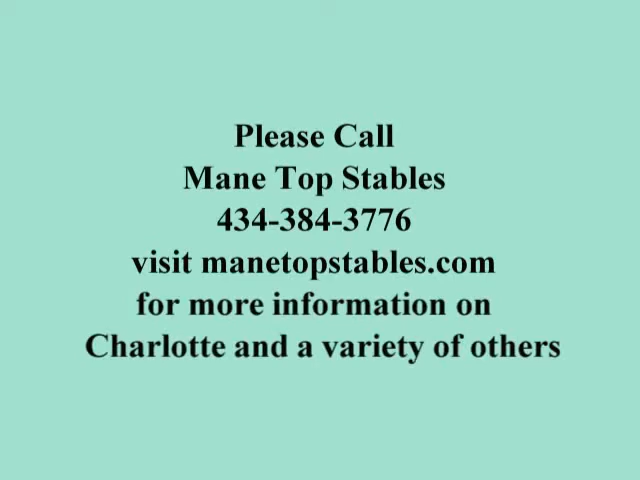 Please Call
Mane Top Stables
434-384-3776
visit manetopstables.com
for more information on
Charlotte and a variety of others